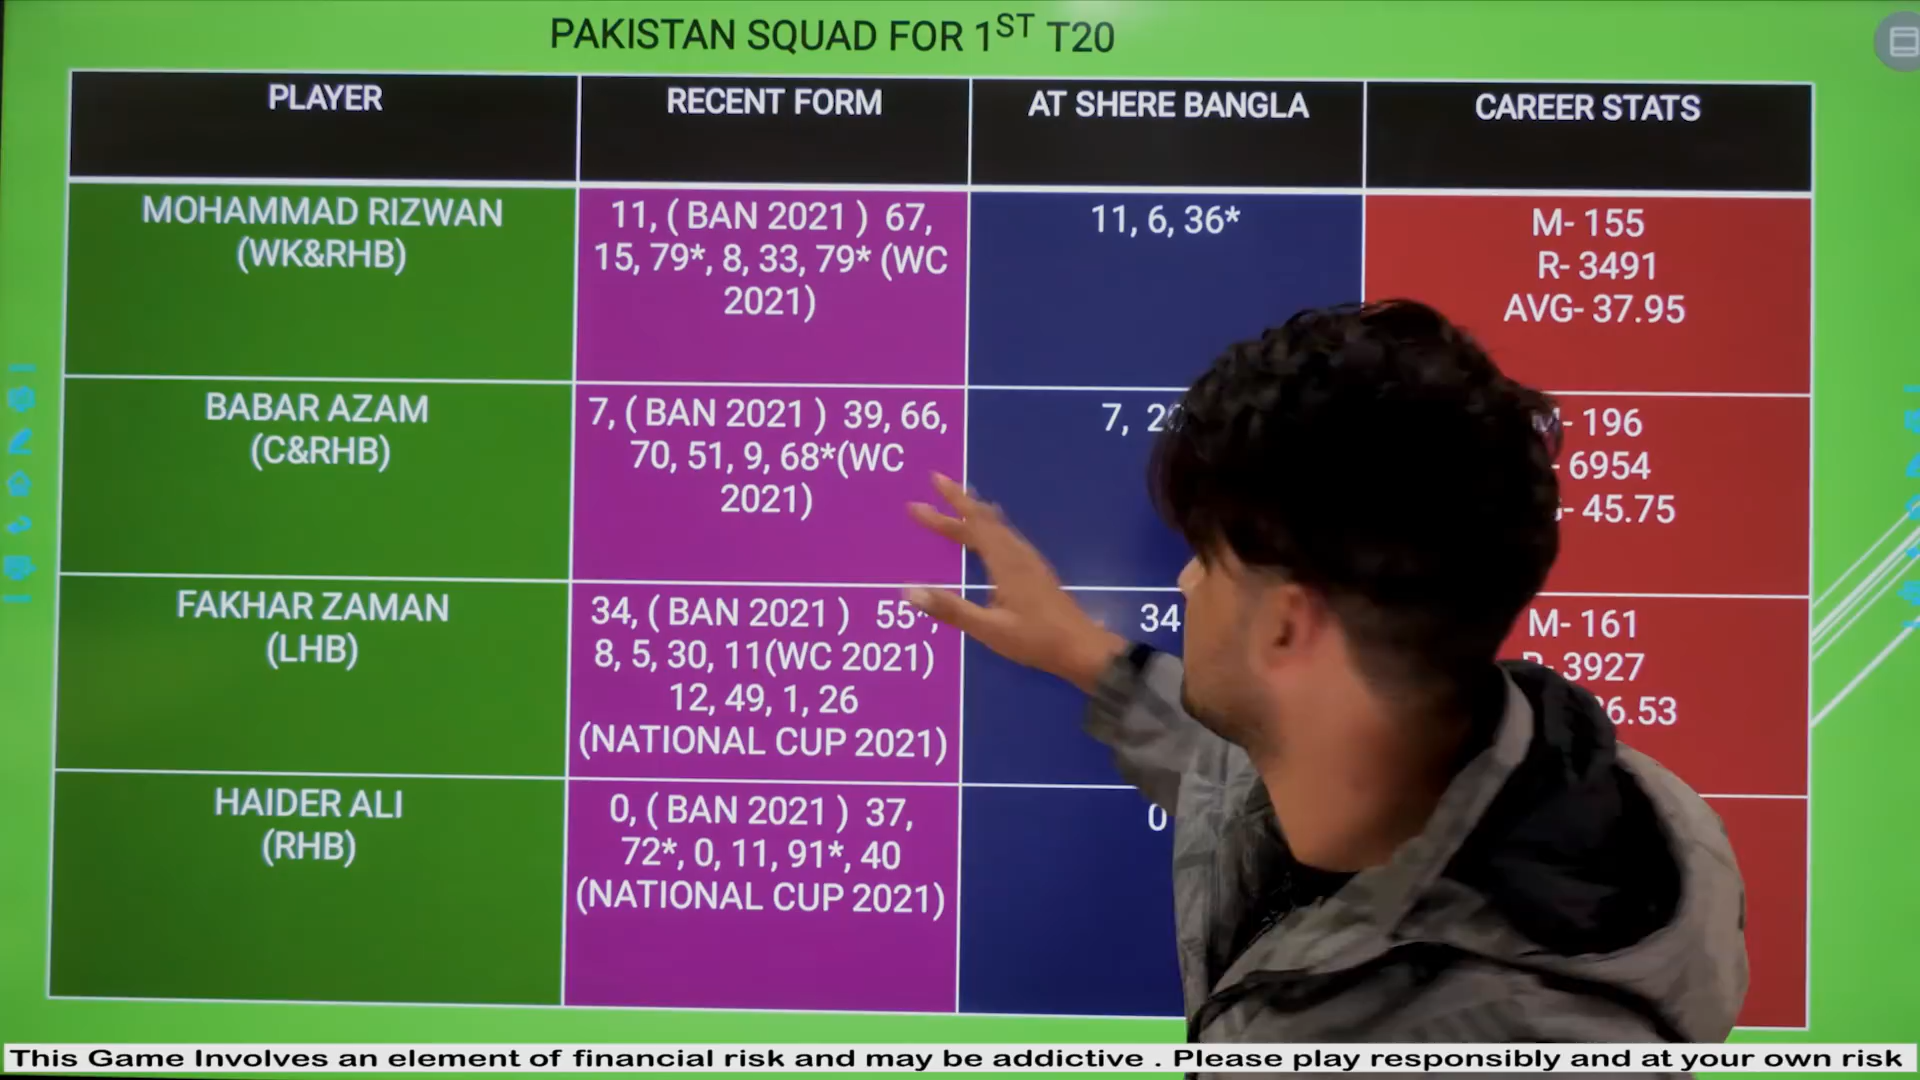 PAKISTAN SQUAD FOR 1ST T20
PLAYER
RECENT FORM
AT SHERE BANGLA
CAREER STATS
MOHAMMAD RIZWAN
(WK&RHB)
11, ( BAN 2021 ) 67,
15, 79*, 8, 33, 79* (WC
2021)
11, 6, 36*
M- 155
R- 3491
AVG- 37.95
BABAR AZAM
(C&RHB)
7, ( BAN 2021 ) 39, 66,
70, 51, 9, 68*(WC
2021)
7,
- 196
- 6954
- 45.75
FAKHAR ZAMAN
(LHB)
34, ( BAN 2021 ) 55*,
8, 5, 30, 11(WC 2021)
12, 49, 1, 26
(NATIONAL CUP 2021)
34
M- 161
R- 3927
6.53
HAIDER ALI
(RHB)
0, ( BAN 2021 ) 37,
72*, 0, 11, 91*, 40
(NATIONAL CUP 2021)
0
This Game Involves an element of financial risk and may be addictive . Please play responsibly and at your own risk